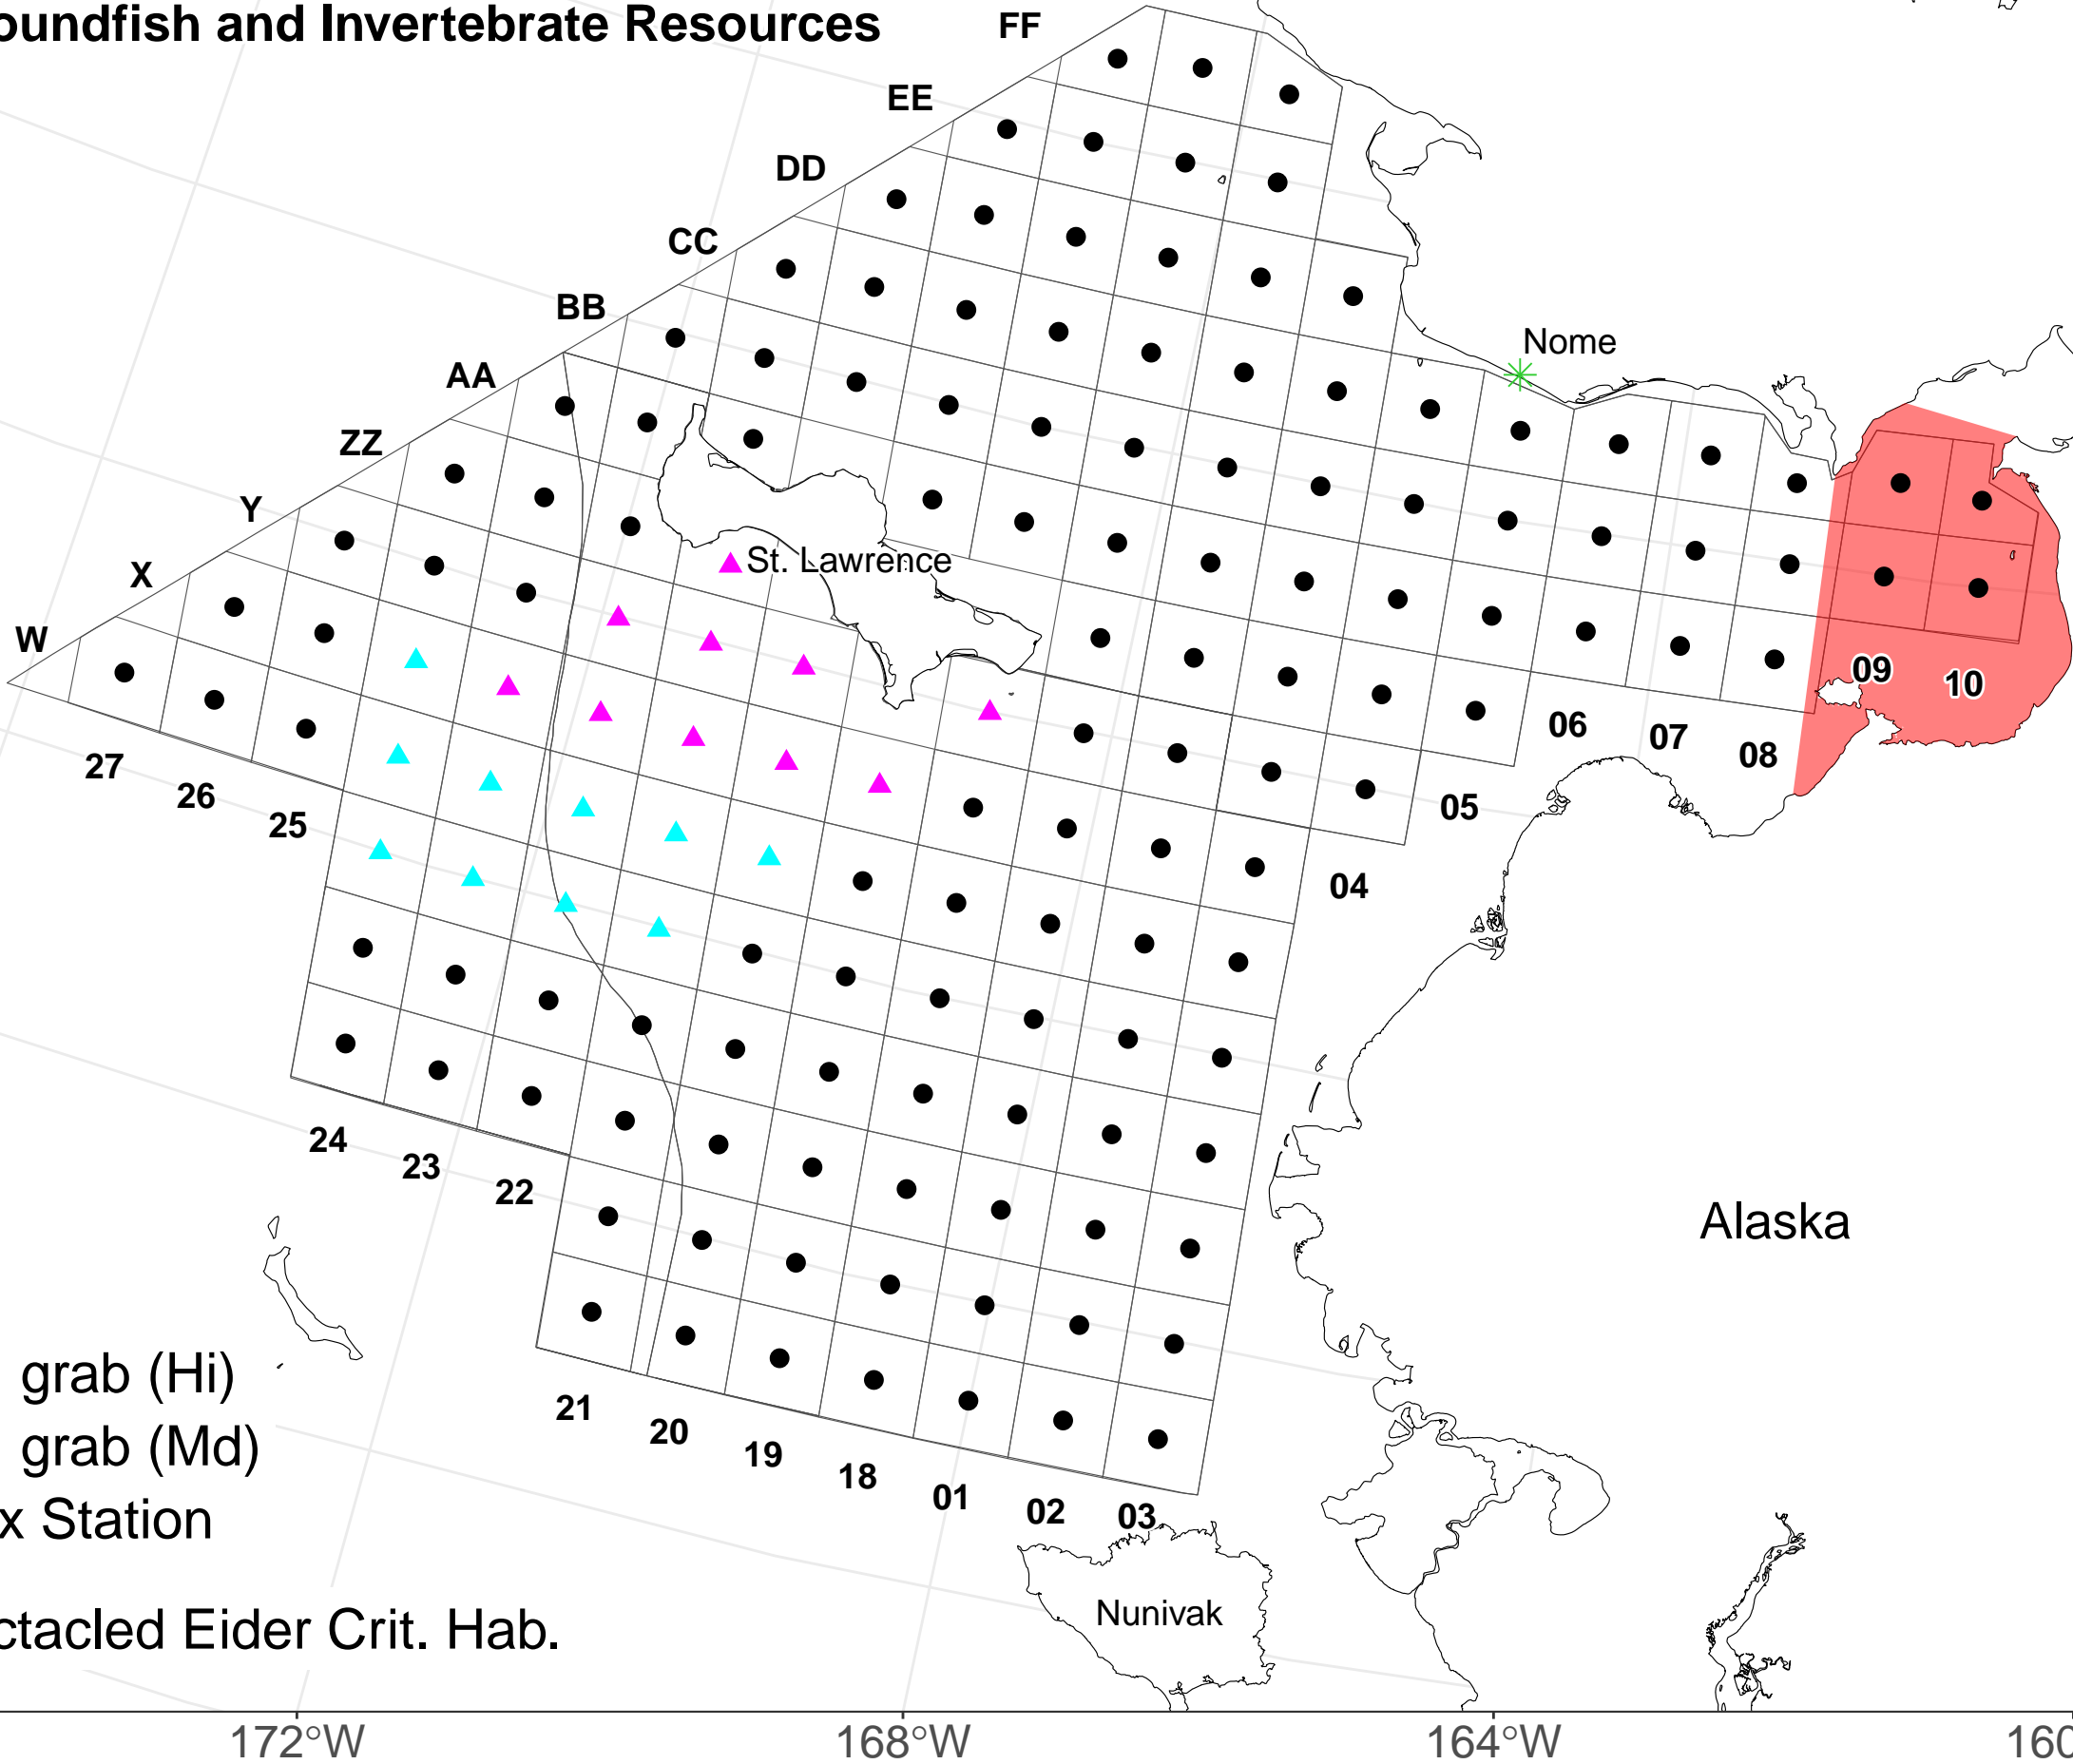 oundfish and Invertebrate Resources
FF
EE
DD
CC
BB
AA
ZZ
Y
X
W
Nome
St. Lawrence
09
10
06
07
08
05
04
27
26
25
24
23
22
21
20
19
18
01
02
03
Alaska
Nunivak
grab (Hi)
grab (Md)
x Station
ctacled Eider Crit. Hab.
172°W
168°W
164°W
160